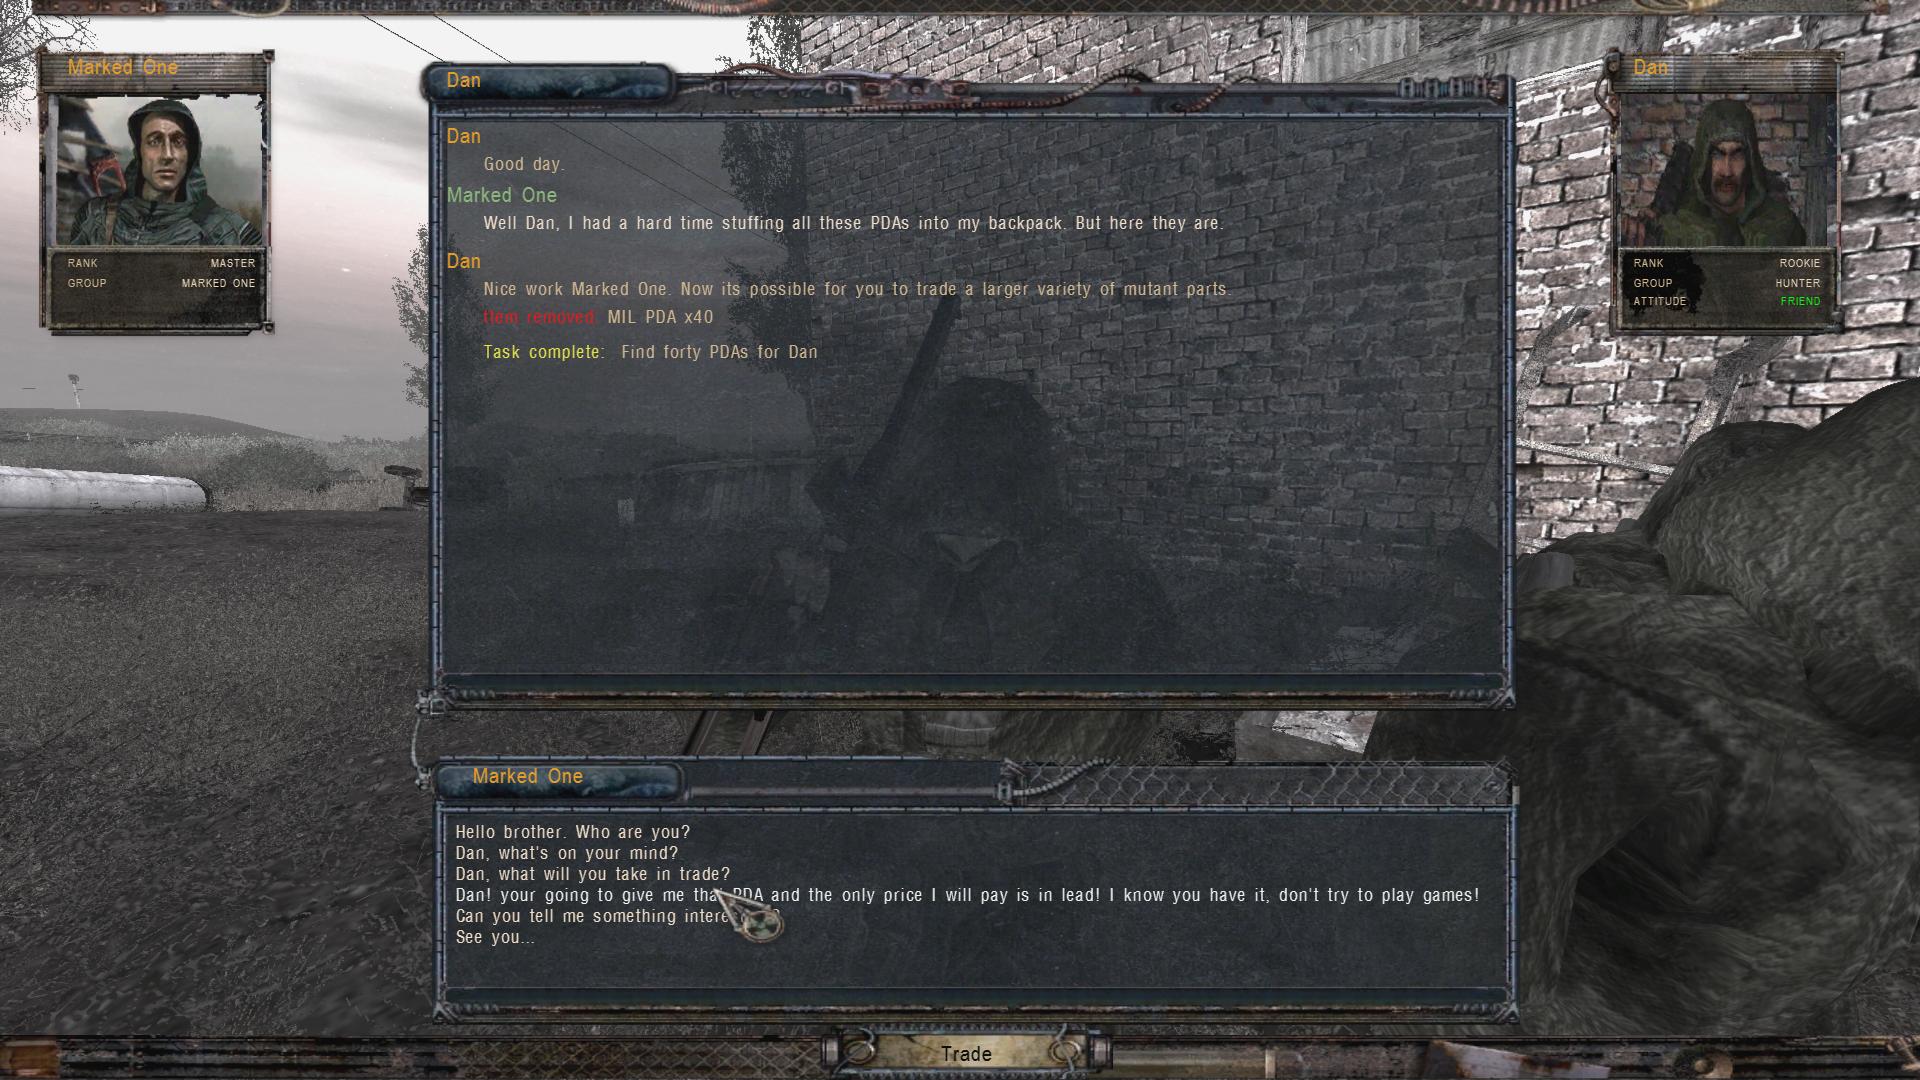 Marked One
RANK MASTER
GROUP MARKED ONE
Dan
Dan
Good day.
Marked One
Well Dan, I had a hard time stuffing all these PDAs into my backpack. But here they are.
Dan
Nice work Marked One. Now its possible for you to trade a larger variety of mutant parts.
Item removed: MIL PDA x40
Task complete: Find forty PDAs for Dan
Dan
RANK ROOKIE
GROUP HUNTER
ATTITUDE FRIEND
Marked One
Hello brother. Who are you?
Dan, what's on your mind?
Dan, what will you take in trade?
Dan! your going to give me that PDA and the only price I will pay is in lead! I know you have it, don't try to play games!
Can you tell me something
See you...
Trade